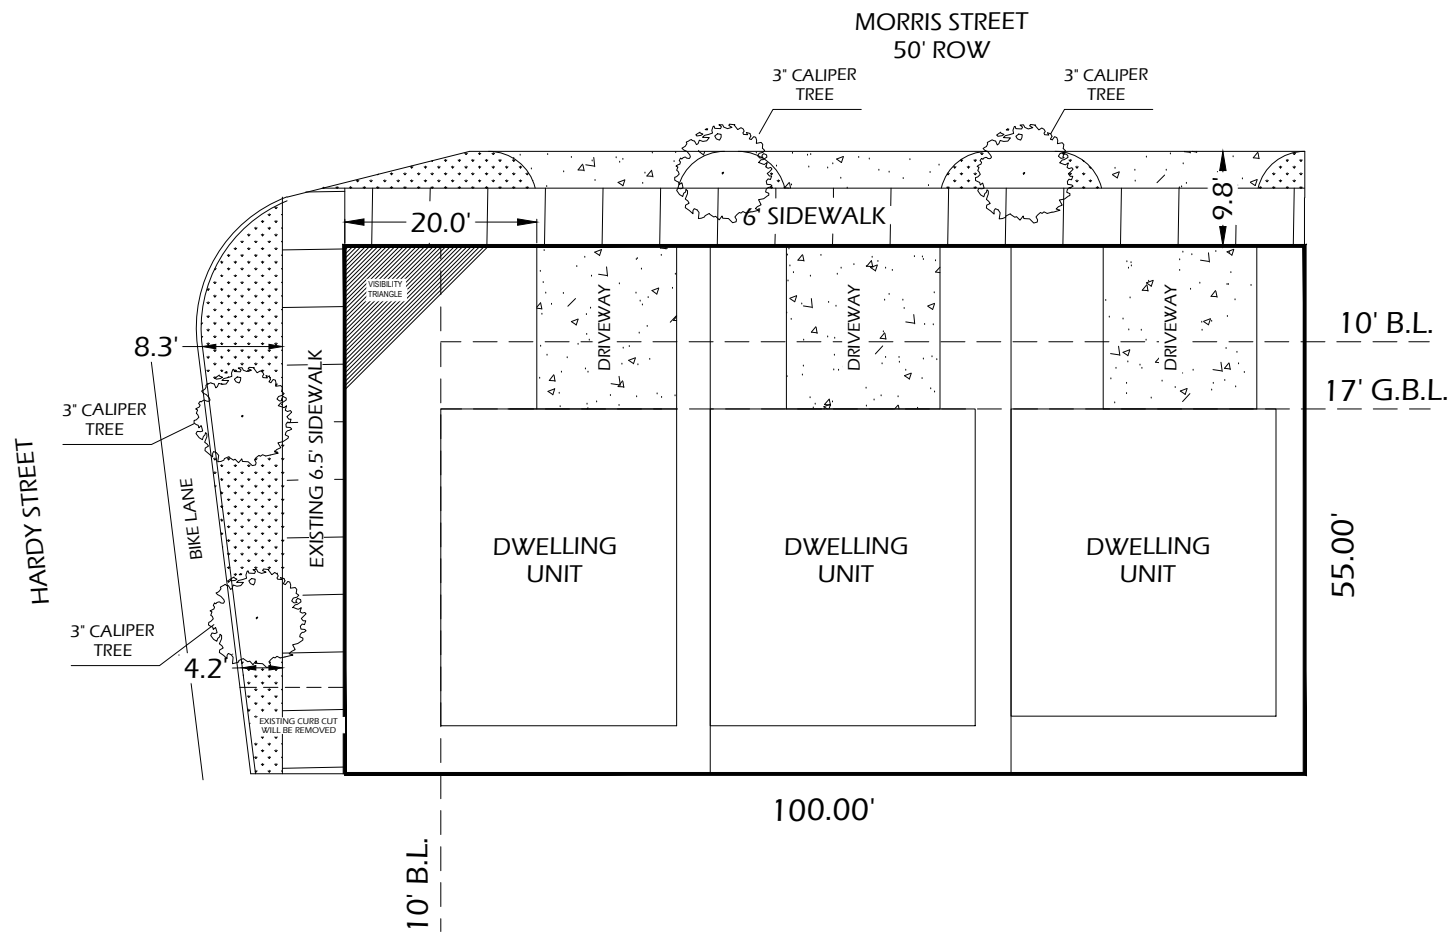 MORRIS STREET
50' ROW
3" CALIPER
TREE
3" CALIPER
TREE
20.0'
6' SIDEWALK
9.8'
VISIBILITY
TRIANGLE
DRIVEWAY
DRIVEWAY
DRIVEWAY
10' B.L.
17' G.B.L.
8.3'
3" CALIPER
TREE
HARDY STREET
BIKE LANE
EXISTING 6.5' SIDEWALK
DWELLING
UNIT
DWELLING
UNIT
DWELLING
UNIT
55.00'
3" CALIPER
TREE
4.2'
EXISTING CURB CUT
WILL BE REMOVED
100.00'
10' B.L.